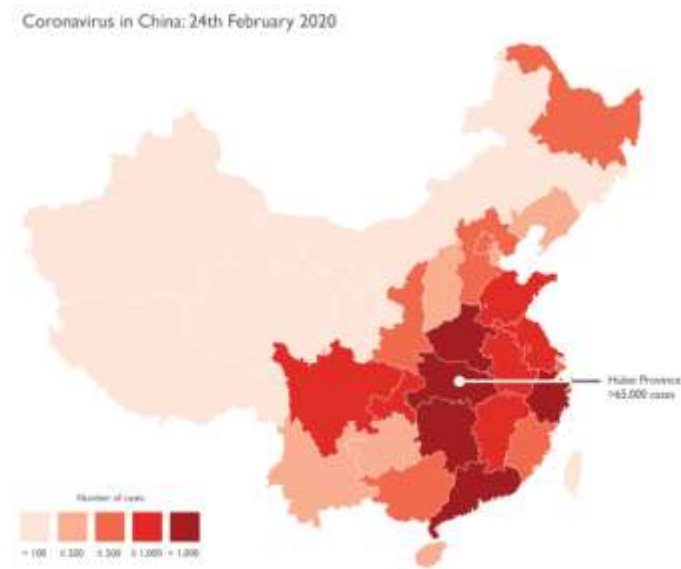 Coronavirus in China: 24th February 2020
Hubei Province
>65,000 cases
Number of cases
< 100 ≤ 200 ≤ 500 ≤ 1,000 > 1,000